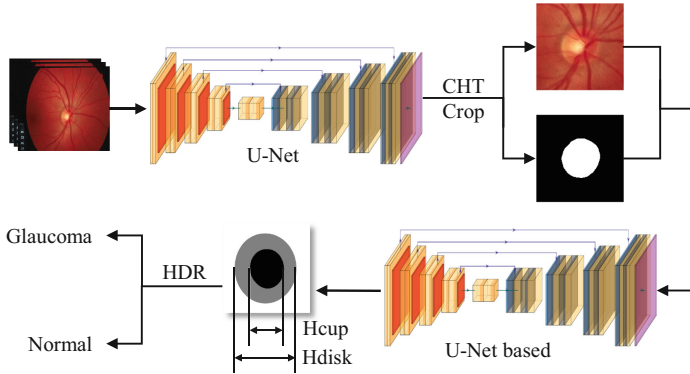 CHT
Crop
U-Net
Glaucoma
HDR
Normal
Hcup
Hdisk
U-Net based